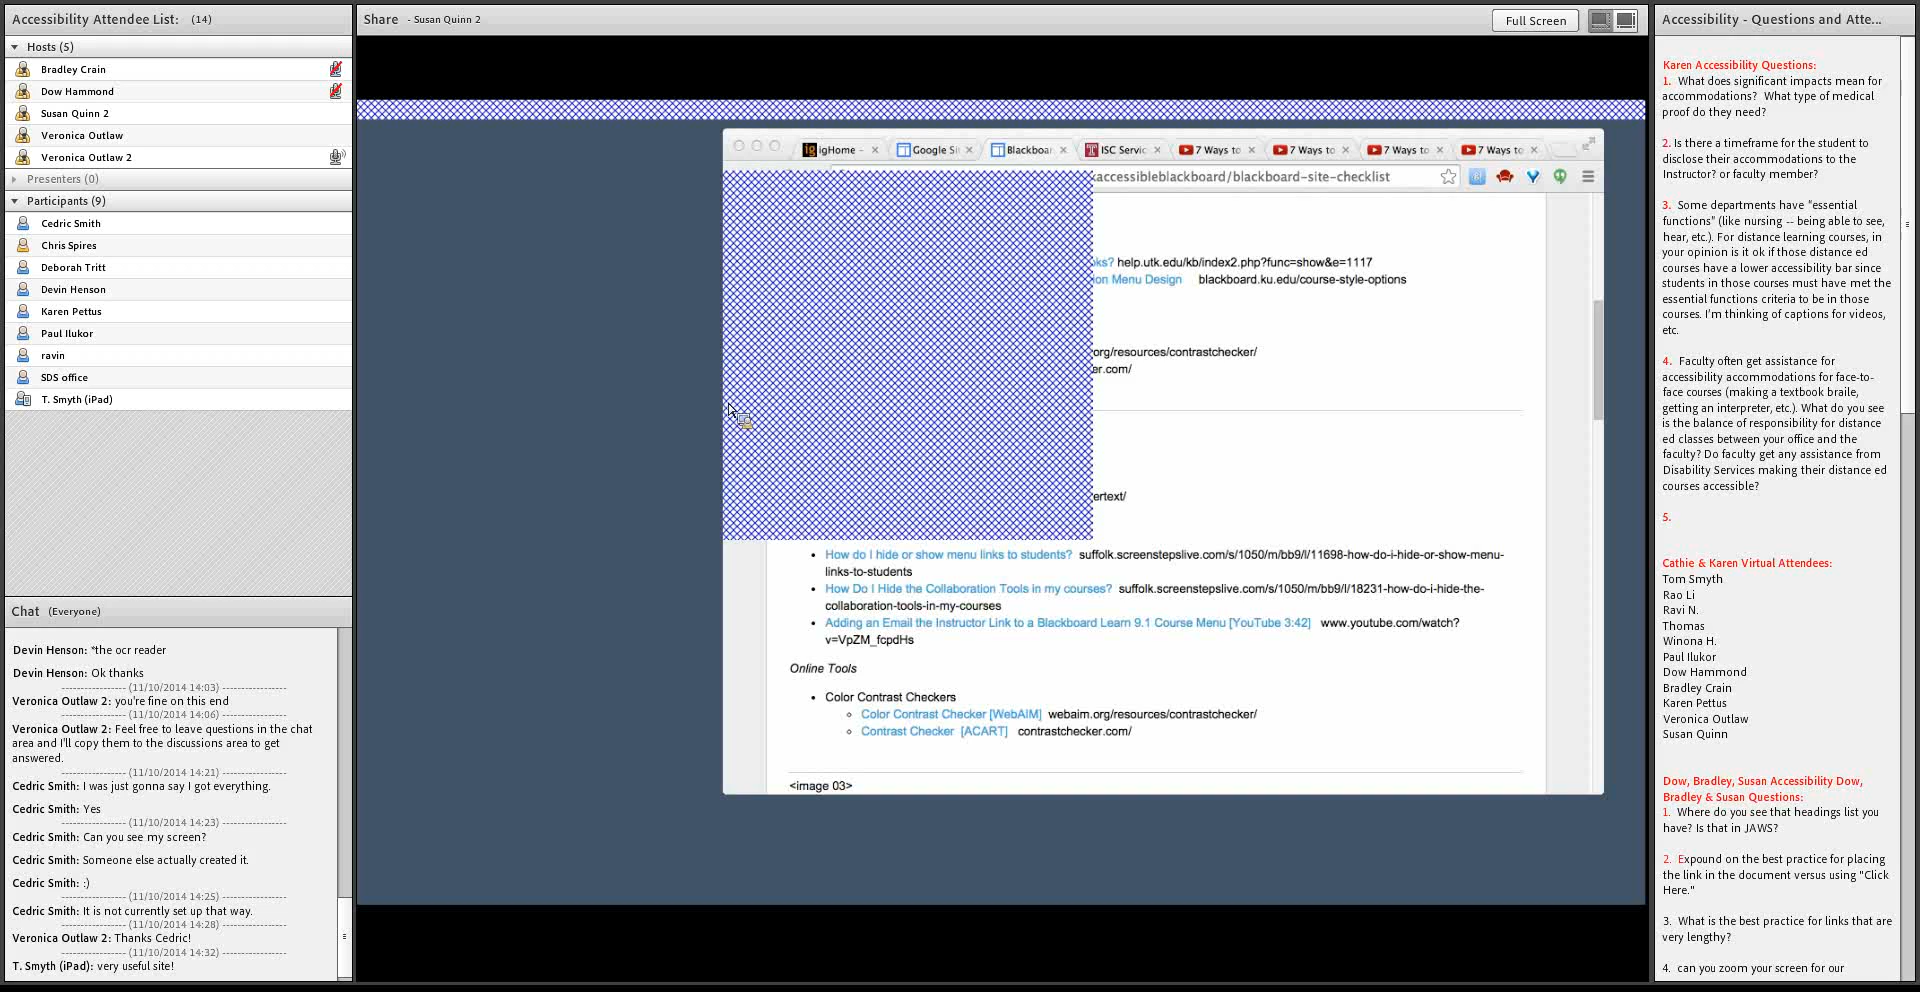 Accessibility Attendee List: (14)
Hosts (5)
Bradley Crain
Dow Hammond
Susan Quinn 2
Veronica Outlaw
Veronica Outlaw 2
Presenters (0)
Participants (9)
Cedric Smith
Chris Spires
Deborah Tritt
Devin Henson
Karen Pettus
Paul Ilukor
ravin
SDS office
T. Smyth (iPad)
Chat (Everyone)
Devin Henson: *the ocr reader
Devin Henson: Ok thanks
----------------- (11/10/2014 14:03) -----------------
Veronica Outlaw 2: you're fine on this end
----------------- (11/10/2014 14:06) -----------------
Veronica Outlaw 2: Feel free to leave questions in the chat
area and I'll copy them to the discussions area to get
answered.
----------------- (11/10/2014 14:21) -----------------
Cedric Smith: I was just gonna say I got everything.
Cedric Smith: Yes
----------------- (11/10/2014 14:23) -----------------
Cedric Smith: Can you see my screen?
Cedric Smith: Someone else actually created it.
Cedric Smith: :)
----------------- (11/10/2014 14:25) -----------------
Cedric Smith: It is not currently set up that way.
----------------- (11/10/2014 14:28) -----------------
Veronica Outlaw 2: Thanks Cedric!
----------------- (11/10/2014 14:32) -----------------
T. Smyth (iPad): very useful site!
Share - Susan Quinn 2
Full Screen
igHome - Google Si Blackboar ISC Servic 7 Ways to 7 Ways to 7 Ways to 7 Ways to
accessibleblackboard/blackboard-site-checklist
ks? help.utk.edu/kb/index2.php?func=show&e=1117
on Menu Design blackboard.ku.edu/course-style-options
org/resources/contrastchecker/
er.com/
ertext/
• How do I hide or show menu links to students? suffolk.screenstepslive.com/s/1050/m/bb9/l/11698-how-do-i-hide-or-show-menu-
links-to-students
• How Do I Hide the Collaboration Tools in my courses? suffolk.screenstepslive.com/s/1050/m/bb9/l/18231-how-do-i-hide-the-
collaboration-tools-in-my-courses
• Adding an Email the Instructor Link to a Blackboard Learn 9.1 Course Menu [YouTube 3:42] www.youtube.com/watch?
v=VpZM_fcpdHs
Online Tools
• Color Contrast Checkers
Color Contrast Checker [WebAIM] webaim.org/resources/contrastchecker/
Contrast Checker [ACART] contrastchecker.com/
<image 03>
Accessibility - Questions and Atte...
Karen Accessibility Questions:
1. What does significant impacts mean for
accommodations? What type of medical
proof do they need?
2. Is there a timeframe for the student to
disclose their accommodations to the
Instructor? or faculty member?
3. Some departments have "essential
functions" (like nursing -- being able to see,
hear, etc.). For distance learning courses, in
your opinion is it ok if those distance ed
courses have a lower accessibility bar since
students in those courses must have met the
essential functions criteria to be in those
courses. I'm thinking of captions for videos,
etc.
4. Faculty often get assistance for
accessibility accommodations for face-to-
face courses (making a textbook braile,
getting an interpreter, etc.). What do you see
is the balance of responsibility for distance
ed classes between your office and the
faculty? Do faculty get any assistance from
Disability Services making their distance ed
courses accessible?
5.
Cathie & Karen Virtual Attendees:
Tom Smyth
Rao Li
Ravi N.
Thomas
Winona H.
Paul Ilukor
Dow Hammond
Bradley Crain
Karen Pettus
Veronica Outlaw
Susan Quinn
Dow, Bradley, Susan Accessibility Dow,
Bradley & Susan Questions:
1. Where do you see that headings list you
have? Is that in JAWS?
2. Expound on the best practice for placing
the link in the document versus using "Click
Here."
3. What is the best practice for links that are
very lengthy?
4. can you zoom your screen for our